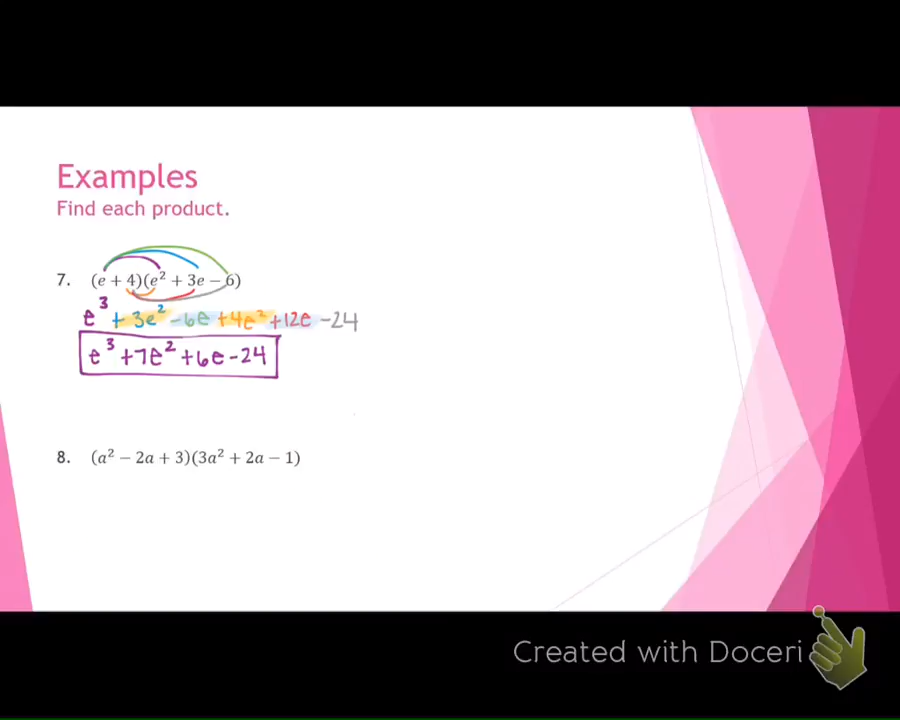 Examples
Find each product.
7. (e + 4)(e² + 3e − 6)
e³ + 3e² − 6e + 4e² + 12e − 24
e³ + 7e² + 6e − 24
8. (a² − 2a + 3)(3a² + 2a − 1)
Created with Doceri